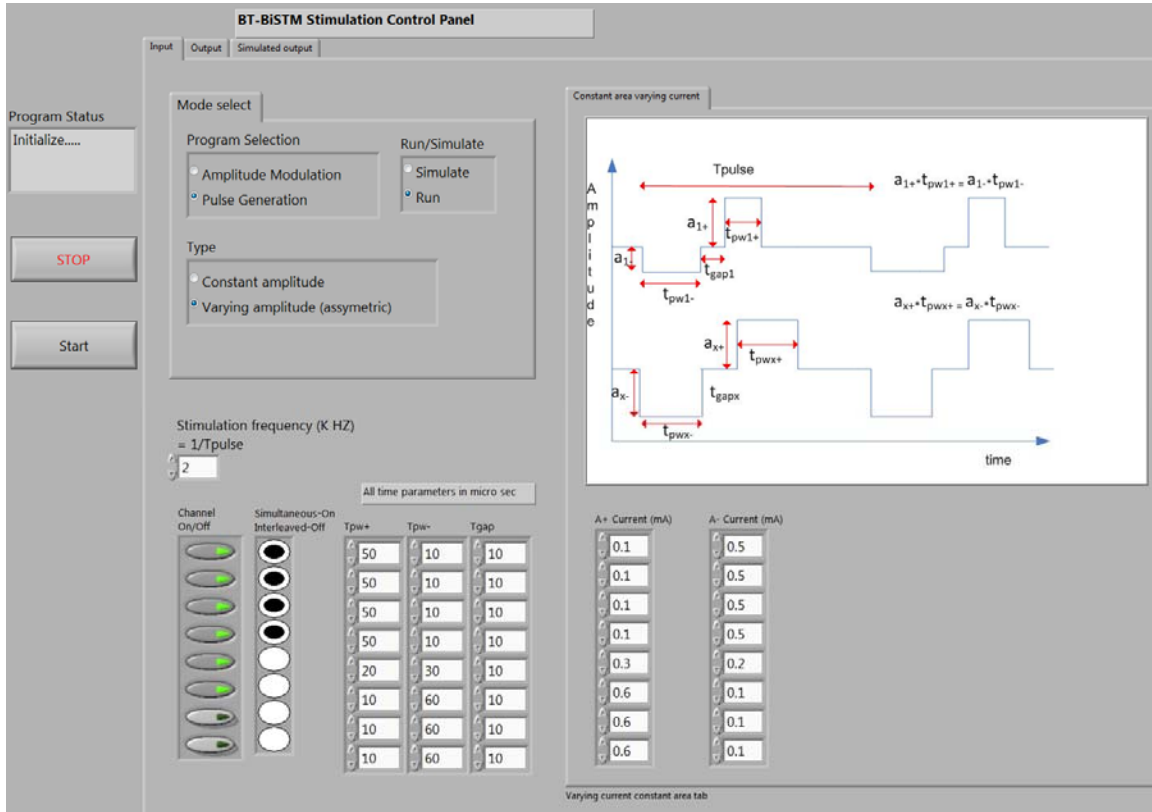 BT-BiSTM Stimulation Control Panel
Input Output Simulated output
Program Status
Initialize.....
STOP
Start
Mode select
Program Selection
Amplitude Modulation
Pulse Generation
Run/Simulate
Simulate
Run
Type
Constant amplitude
Varying amplitude (assymetric)
Stimulation frequency (K HZ)
= 1/Tpulse
2
All time parameters in micro sec
Channel
On/Off
Simultaneous-On
Interleaved-Off
Tpw+ Tpw- Tgap
50 10 10
50 10 10
50 10 10
50 10 10
20 30 10
10 60 10
10 60 10
10 60 10
Constant area varying current
Amplitude
Tpulse
a1+*tpw1+ = a1-*tpw1-
a1+
tpw1+
a1-
tgap1
tpw1-
ax+*tpwx+ = ax-*tpwx-
ax+
tpwx+
ax-
tgapx
tpwx-
time
A+ Current (mA) A- Current (mA)
0.1 0.5
0.1 0.5
0.1 0.5
0.1 0.5
0.3 0.2
0.6 0.1
0.6 0.1
0.6 0.1
Varying current constant area tab